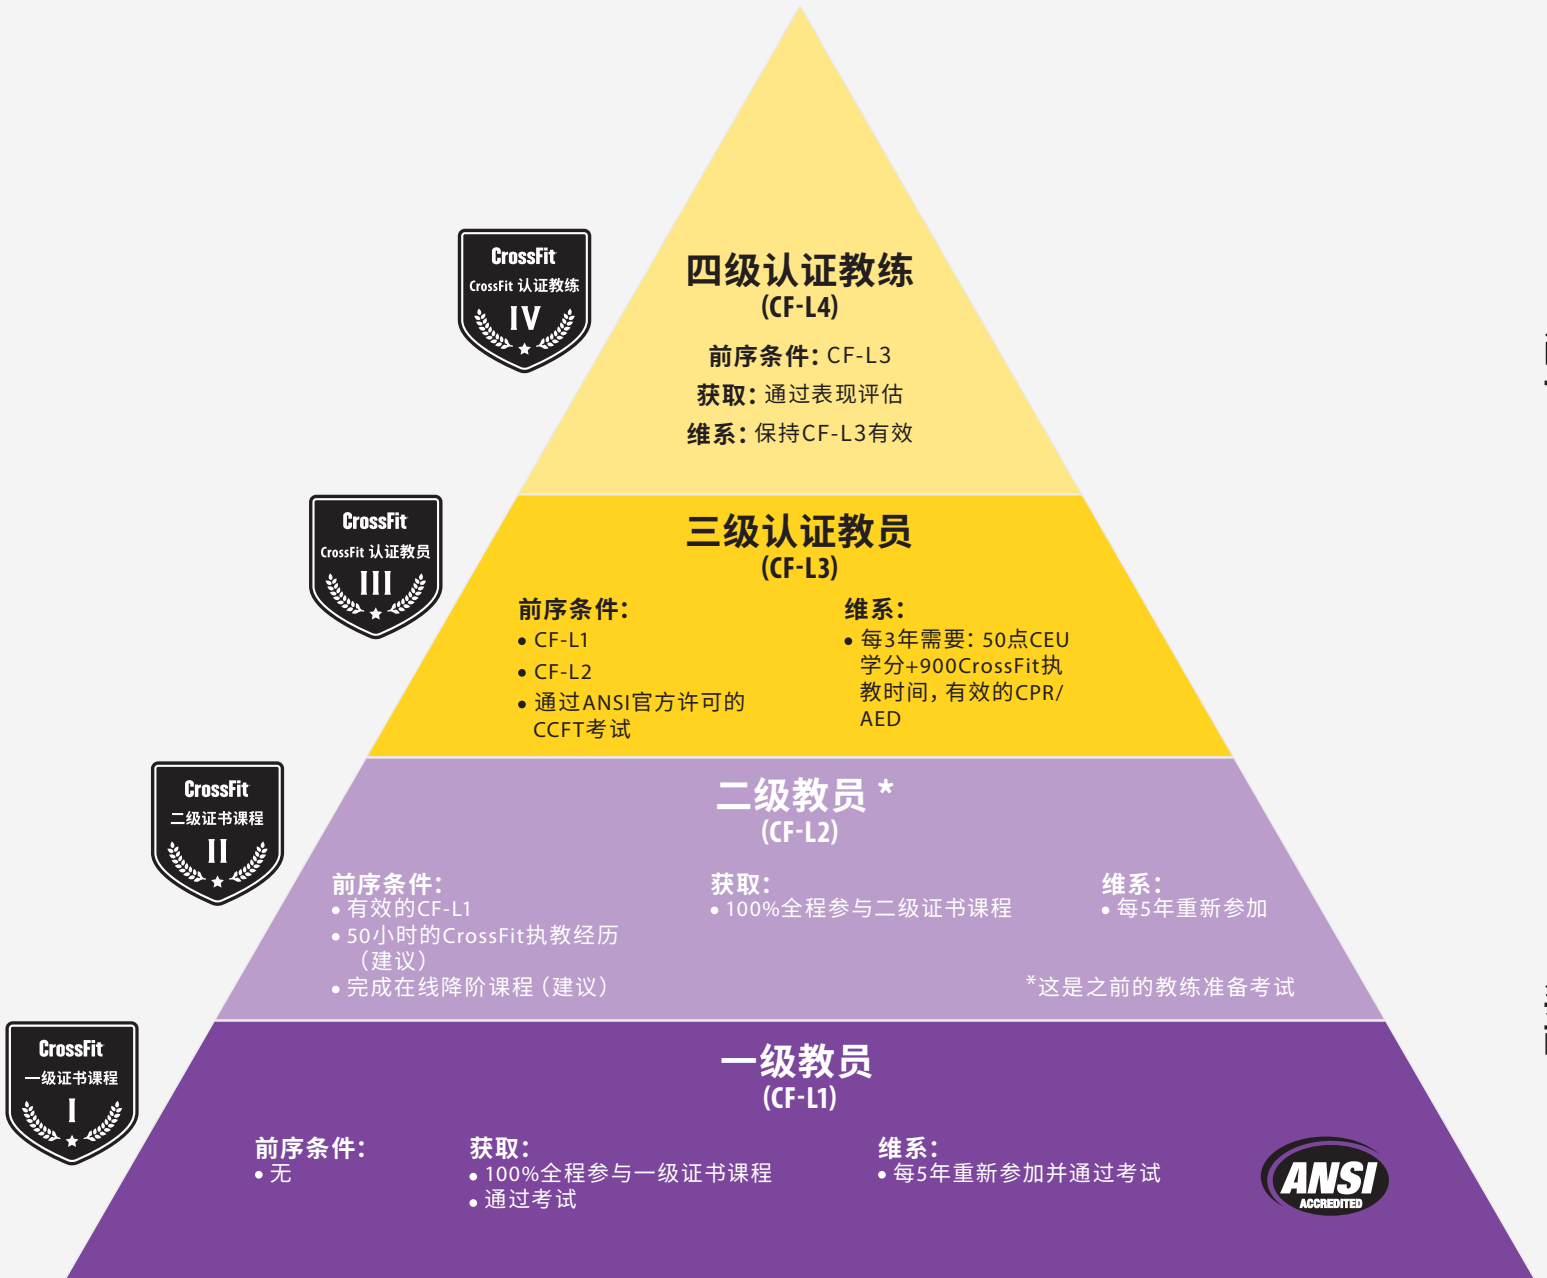 CrossFit
CrossFit 认证教练
IV
四级认证教练
(CF-L4)
前序条件：CF-L3
获取：通过表现评估
维系：保持CF-L3有效
CrossFit
CrossFit 认证教员
III
三级认证教员
(CF-L3)
前序条件：
• CF-L1
• CF-L2
• 通过ANSI官方许可的
CCFT考试
维系：
• 每3年需要：50点CEU
学分+900CrossFit执
教时间，有效的CPR/
AED
CrossFit
二级证书课程
II
二级教员 *
(CF-L2)
前序条件：
• 有效的CF-L1
• 50小时的CrossFit执教经历
（建议）
• 完成在线降阶课程（建议）
获取：
• 100%全程参与二级证书课程
维系：
• 每5年重新参加
*这是之前的教练准备考试
CrossFit
一级证书课程
I
一级教员
(CF-L1)
前序条件：
• 无
获取：
• 100%全程参与一级证书课程
• 通过考试
维系：
• 每5年重新参加并通过考试
ANSI
ACCREDITED